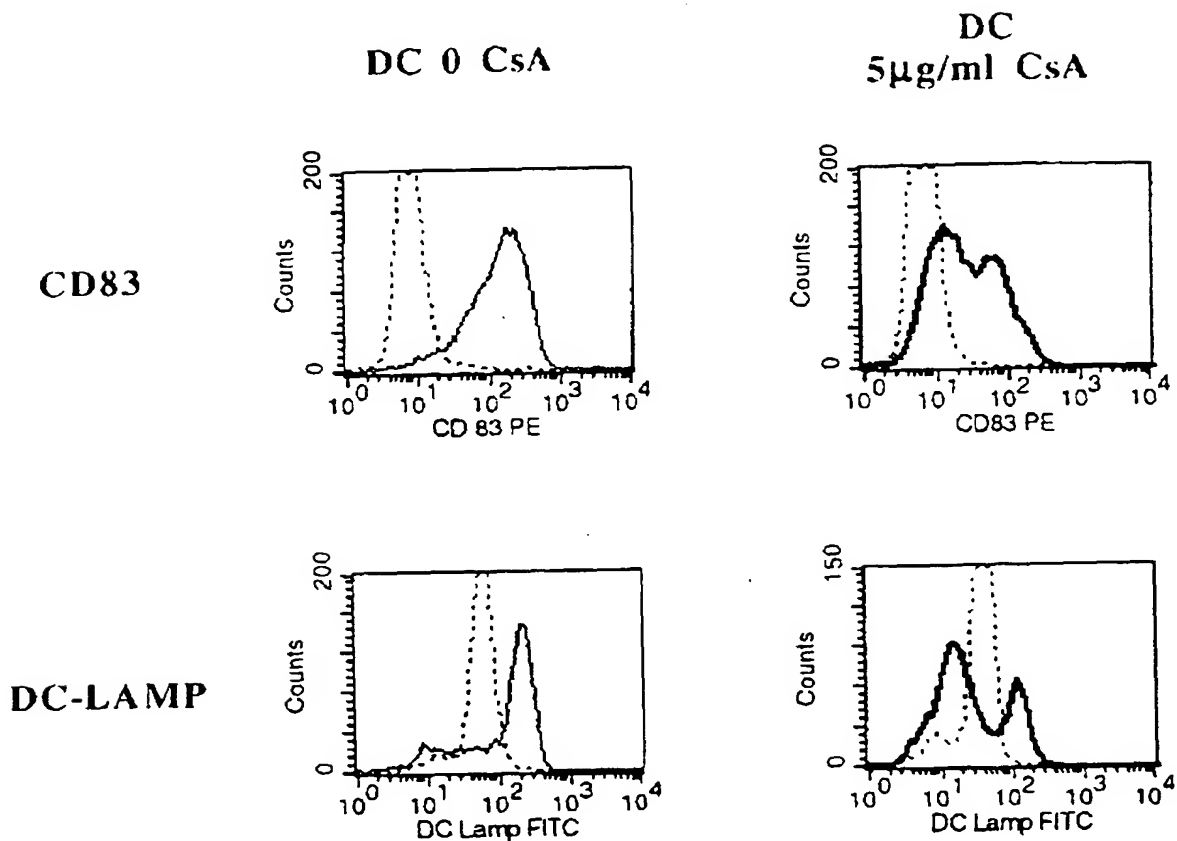 DC 0 CsA
DC
5µg/ml CsA
CD83
200
Counts
0
10^0 10^1 10^2 10^3 10^4
CD 83 PE
200
Counts
0
10^0 10^1 10^2 10^3 10^4
CD83 PE
DC-LAMP
200
Counts
0
10^0 10^1 10^2 10^3 10^4
DC Lamp FITC
150
Counts
0
10^0 10^1 10^2 10^3 10^4
DC Lamp FITC